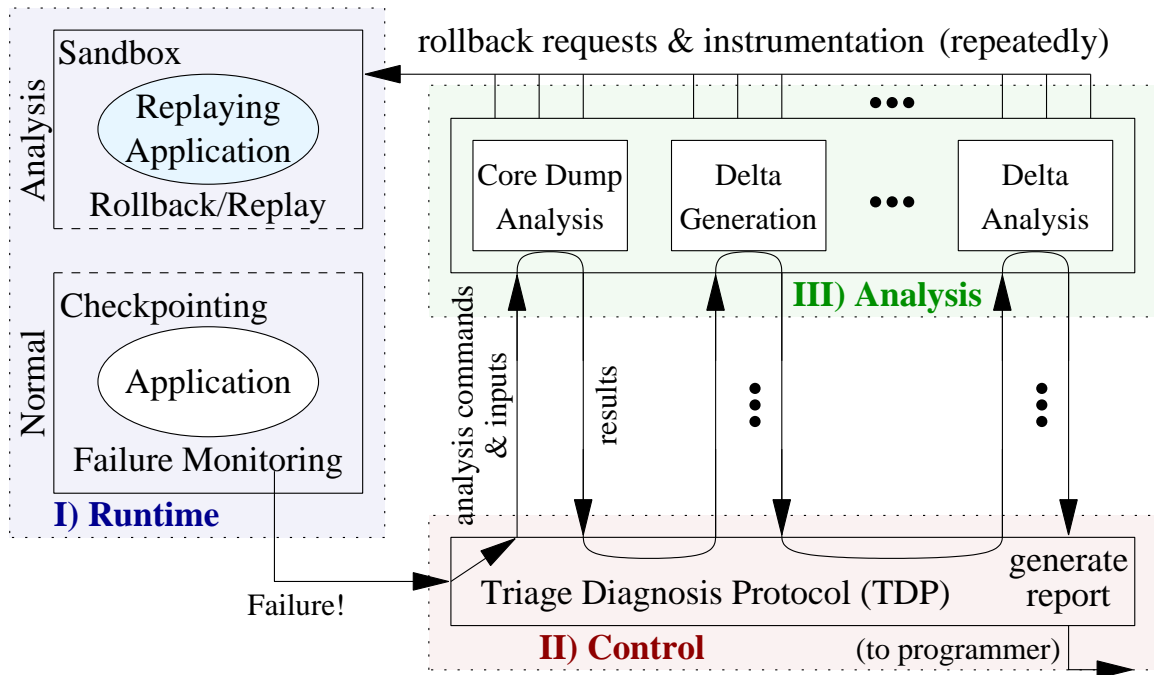 rollback requests & instrumentation (repeatedly)
Analysis
Sandbox
Replaying
Application
Rollback/Replay
Normal
Checkpointing
Application
Failure Monitoring
I) Runtime
Failure!
Core Dump
Analysis
Delta
Generation
Delta
Analysis
III) Analysis
analysis commands
& inputs
results
Triage Diagnosis Protocol (TDP)
generate
report
II) Control
(to programmer)